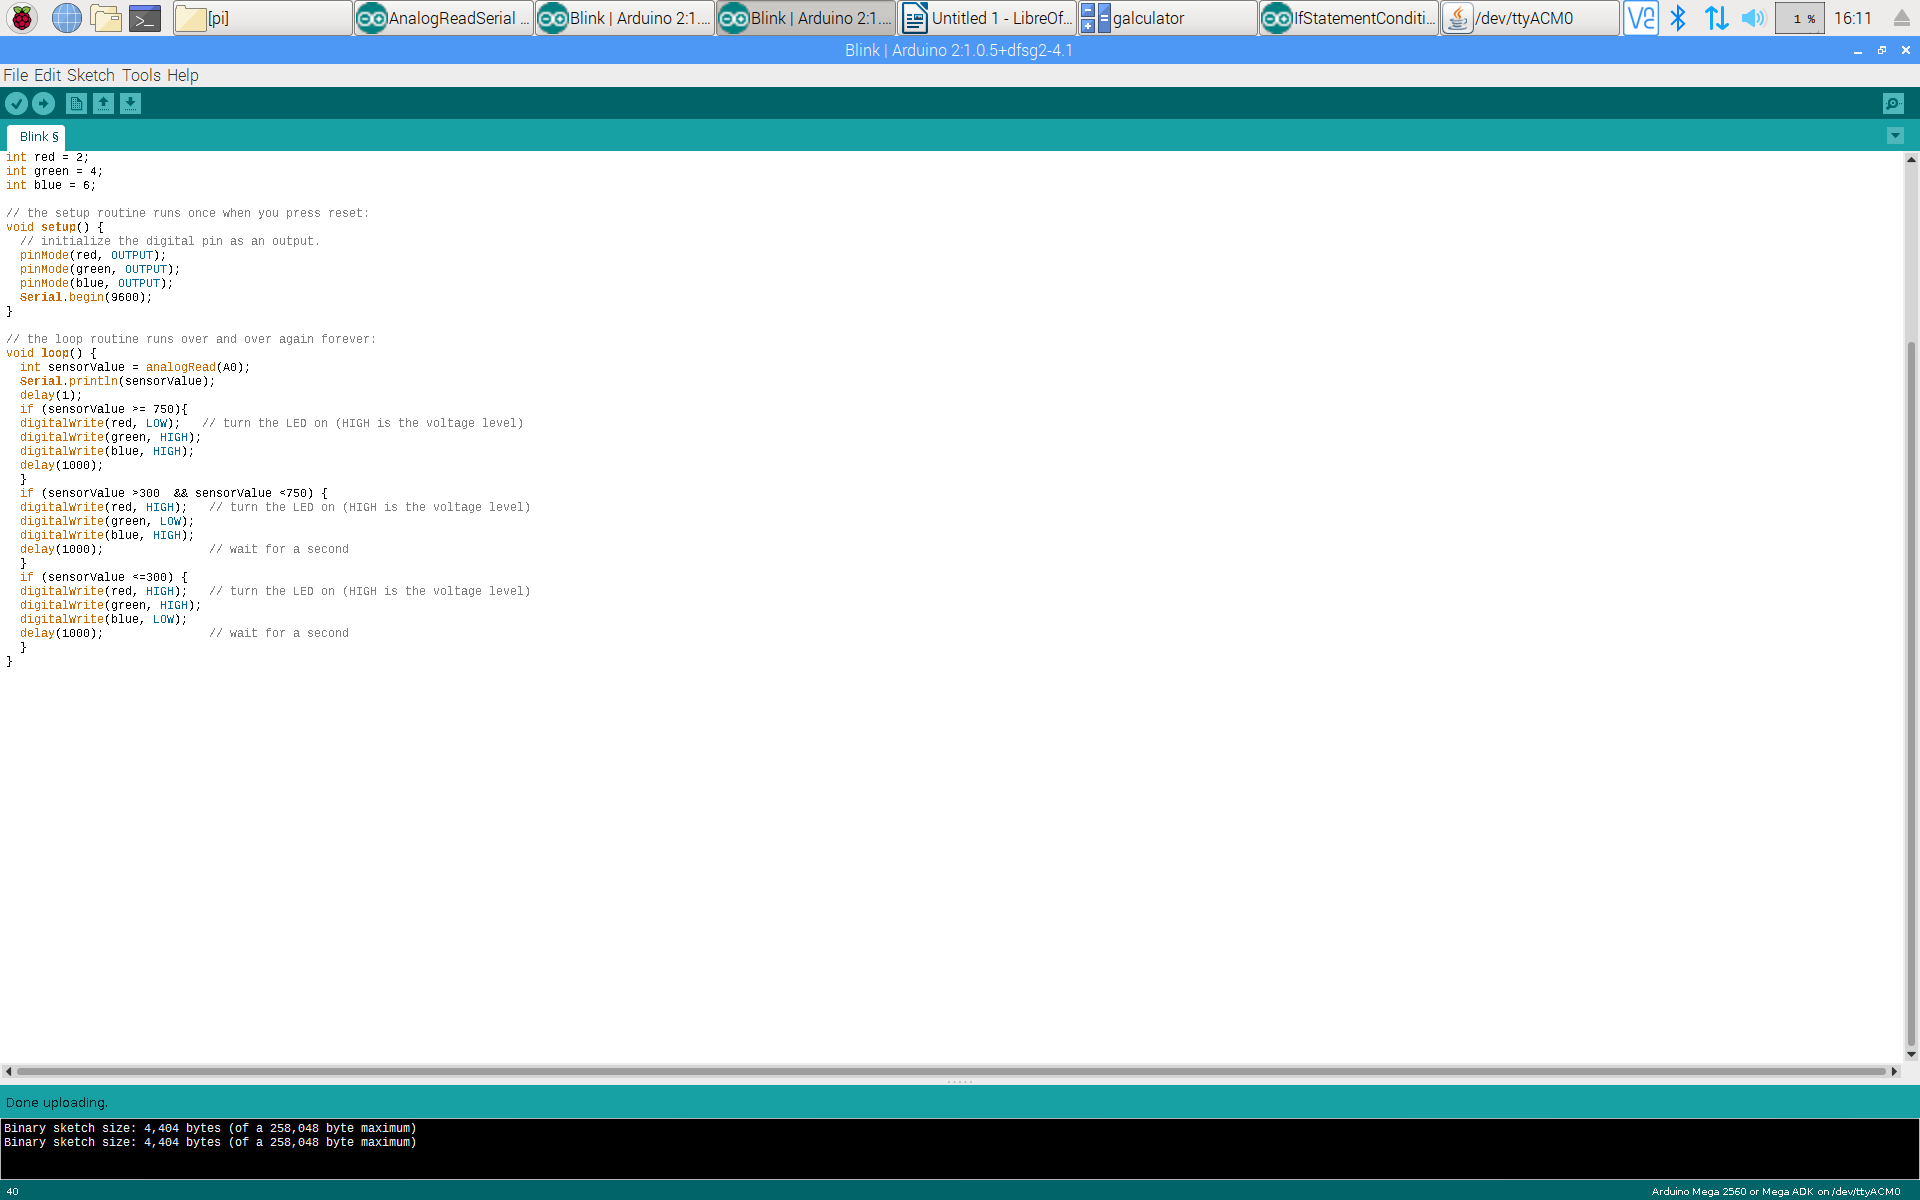 [pi]
AnalogReadSerial ...
Blink | Arduino 2:1....
Blink | Arduino 2:1....
Untitled 1 - LibreOf...
galculator
IfStatementConditi...
/dev/ttyACM0
1 %
16:11
Blink | Arduino 2:1.0.5+dfsg2-4.1
File Edit Sketch Tools Help
Blink §
int red = 2;
int green = 4;
int blue = 6;
// the setup routine runs once when you press reset:
void setup() {
  // initialize the digital pin as an output.
  pinMode(red, OUTPUT);
  pinMode(green, OUTPUT);
  pinMode(blue, OUTPUT);
  Serial.begin(9600);
}
// the loop routine runs over and over again forever:
void loop() {
  int sensorValue = analogRead(A0);
  Serial.println(sensorValue);
  delay(1);
  if (sensorValue >= 750){
  digitalWrite(red, LOW);   // turn the LED on (HIGH is the voltage level)
  digitalWrite(green, HIGH);
  digitalWrite(blue, HIGH);
  delay(1000);
  }
  if (sensorValue >300  && sensorValue <750) {
  digitalWrite(red, HIGH);   // turn the LED on (HIGH is the voltage level)
  digitalWrite(green, LOW);
  digitalWrite(blue, HIGH);
  delay(1000);               // wait for a second
  }
  if (sensorValue <=300) {
  digitalWrite(red, HIGH);   // turn the LED on (HIGH is the voltage level)
  digitalWrite(green, HIGH);
  digitalWrite(blue, LOW);
  delay(1000);               // wait for a second
  }
}
Done uploading.
Binary sketch size: 4,404 bytes (of a 258,048 byte maximum)
Binary sketch size: 4,404 bytes (of a 258,048 byte maximum)
40
Arduino Mega 2560 or Mega ADK on /dev/ttyACM0